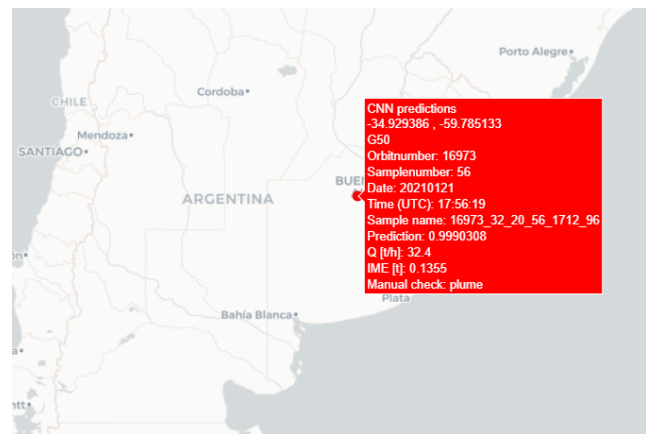 Porto Alegre
Cordoba
CHILE
CNN predictions
-34.929386 , -59.785133
G50
Orbitnumber: 16973
Samplenumber: 56
Date: 20210121
Time (UTC): 17:56:19
Sample name: 16973_32_20_56_1712_96
Prediction: 0.9990308
Q [t/h]: 32.4
IME [t]: 0.1355
Manual check: plume
Mendoza
SANTIAGO
BUE
ARGENTINA
Plata
Bahía Blanca